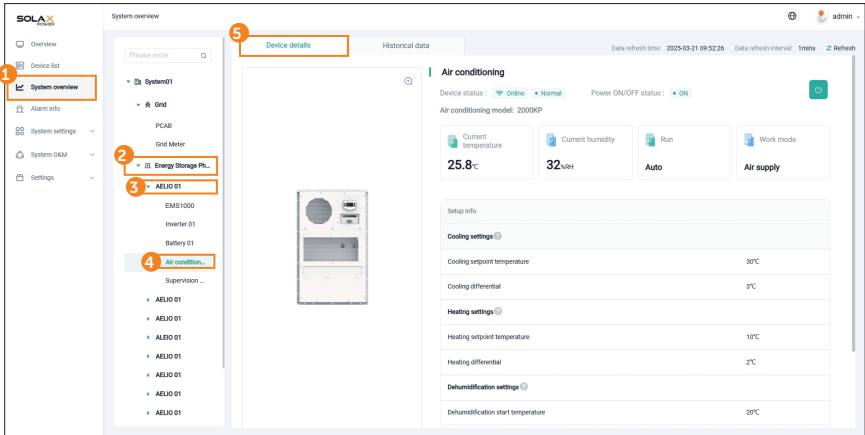 SOLAX
POWER
System overview
admin
Overview
Device list
1
System overview
Alarm info
System settings
System O&M
Settings
Please enter
System01
Grid
PCAB
Grid Meter
2
Energy Storage Ph...
3
AELIO 01
EMS1000
Inverter 01
Battery 01
4
Air condition...
Supervision ...
AELIO 01
AELIO 01
ALEIO 01
AELIO 01
AELIO 01
AELIO 01
AELIO 01
5
Device details
Historical data
Data refresh time: 2025-03-21 09:52:26 Data refresh interval: 1mins Refresh
Air conditioning
Device status : Online Normal Power ON/OFF status : ON
Air conditioning model: 2000KP
Current
temperature
25.8℃
Current humidity
32%RH
Run
Auto
Work mode
Air supply
Setup info
Cooling settings ?
Cooling setpoint temperature 30℃
Cooling differential 3℃
Heating settings ?
Heating setpoint temperature 10℃
Heating differential 2℃
Dehumidification settings ?
Dehumidification start temperature 20℃